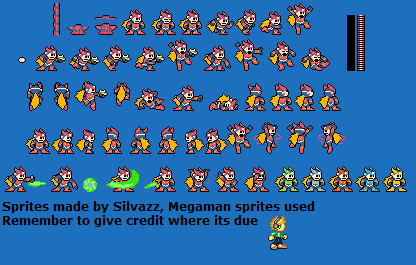 Sprites made by Silvazz, Megaman sprites used
Remember to give credit where its due